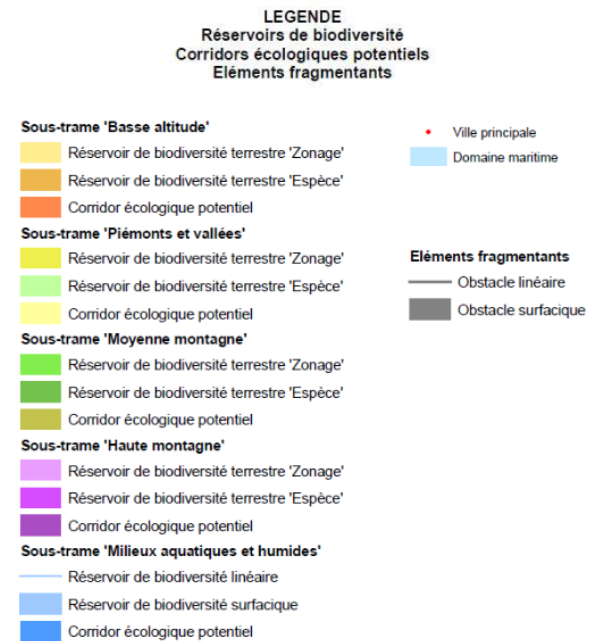 LEGENDE
Réservoirs de biodiversité
Corridors écologiques potentiels
Eléments fragmentants
Sous-trame 'Basse altitude'
Réservoir de biodiversité terrestre 'Zonage'
Réservoir de biodiversité terrestre 'Espèce'
Corridor écologique potentiel
Sous-trame 'Piémonts et vallées'
Réservoir de biodiversité terrestre 'Zonage'
Réservoir de biodiversité terrestre 'Espèce'
Corridor écologique potentiel
Sous-trame 'Moyenne montagne'
Réservoir de biodiversité terrestre 'Zonage'
Réservoir de biodiversité terrestre 'Espèce'
Corridor écologique potentiel
Sous-trame 'Haute montagne'
Réservoir de biodiversité terrestre 'Zonage'
Réservoir de biodiversité terrestre 'Espèce'
Corridor écologique potentiel
Sous-trame 'Milieux aquatiques et humides'
Réservoir de biodiversité linéaire
Réservoir de biodiversité surfacique
Corridor écologique potentiel
Ville principale
Domaine maritime
Eléments fragmentants
Obstacle linéaire
Obstacle surfacique